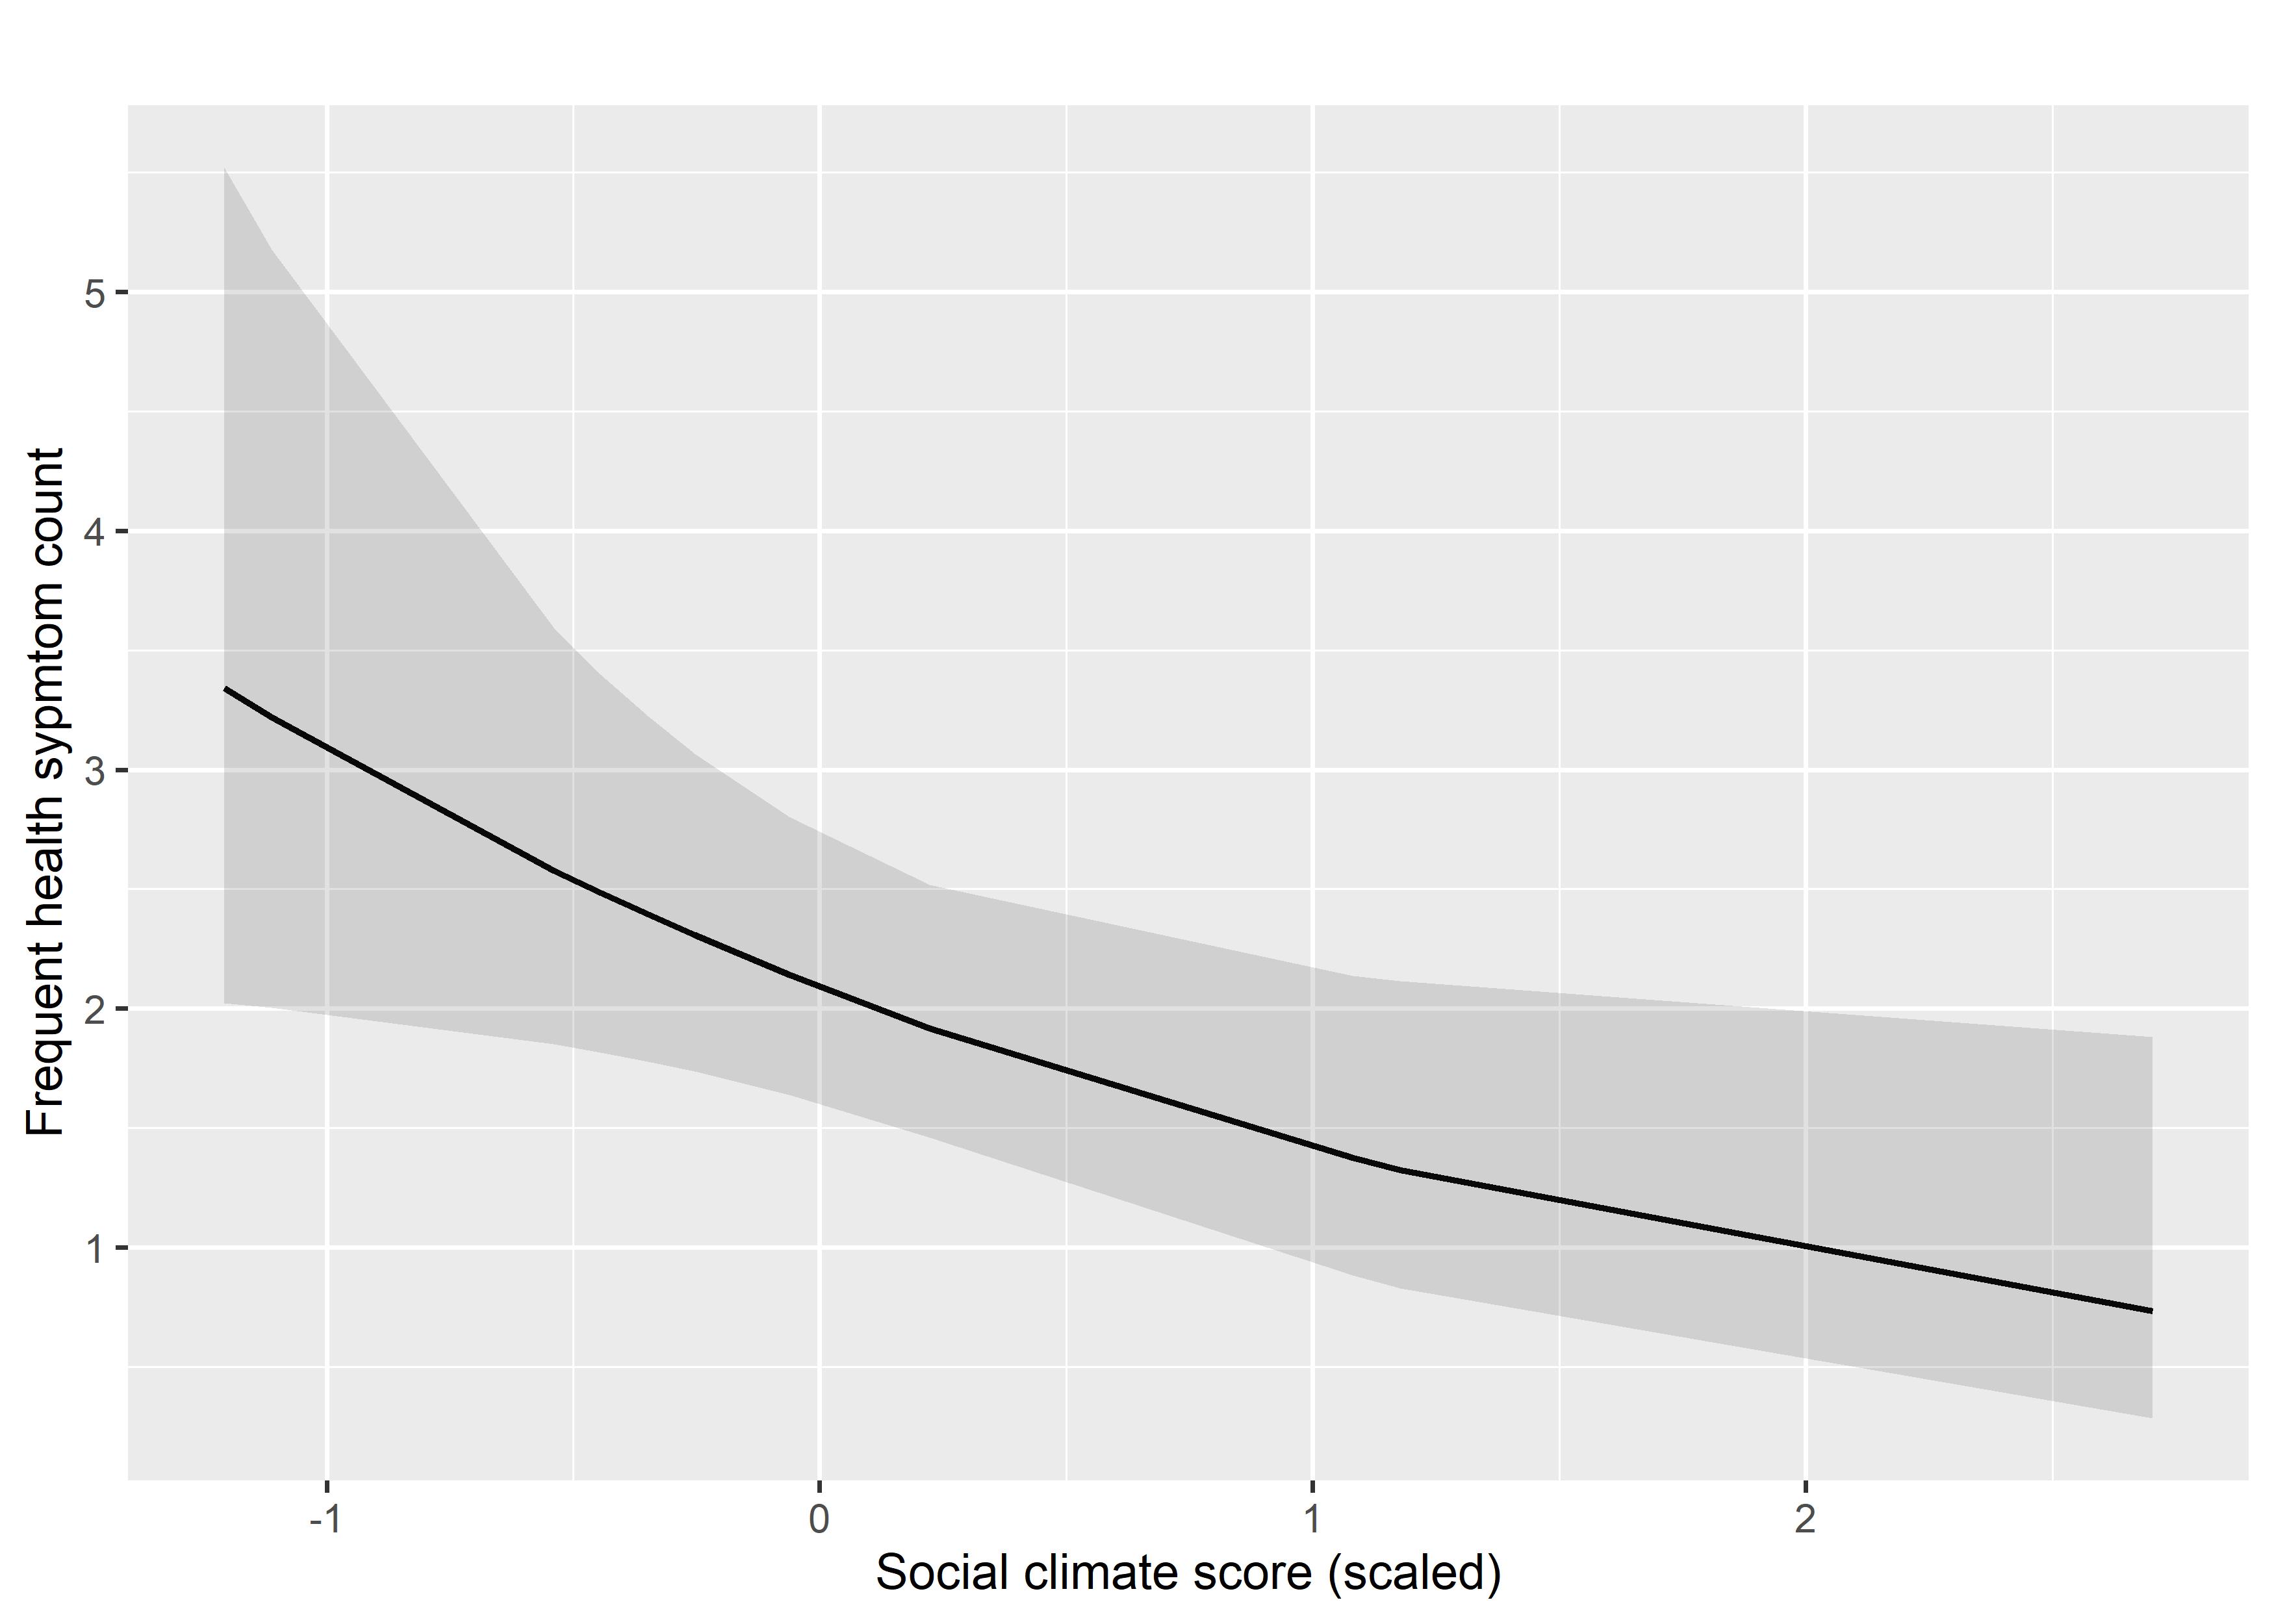 Frequent health sypmtom count
5
4
3
2
1
-1 0 1 2
Social climate score (scaled)